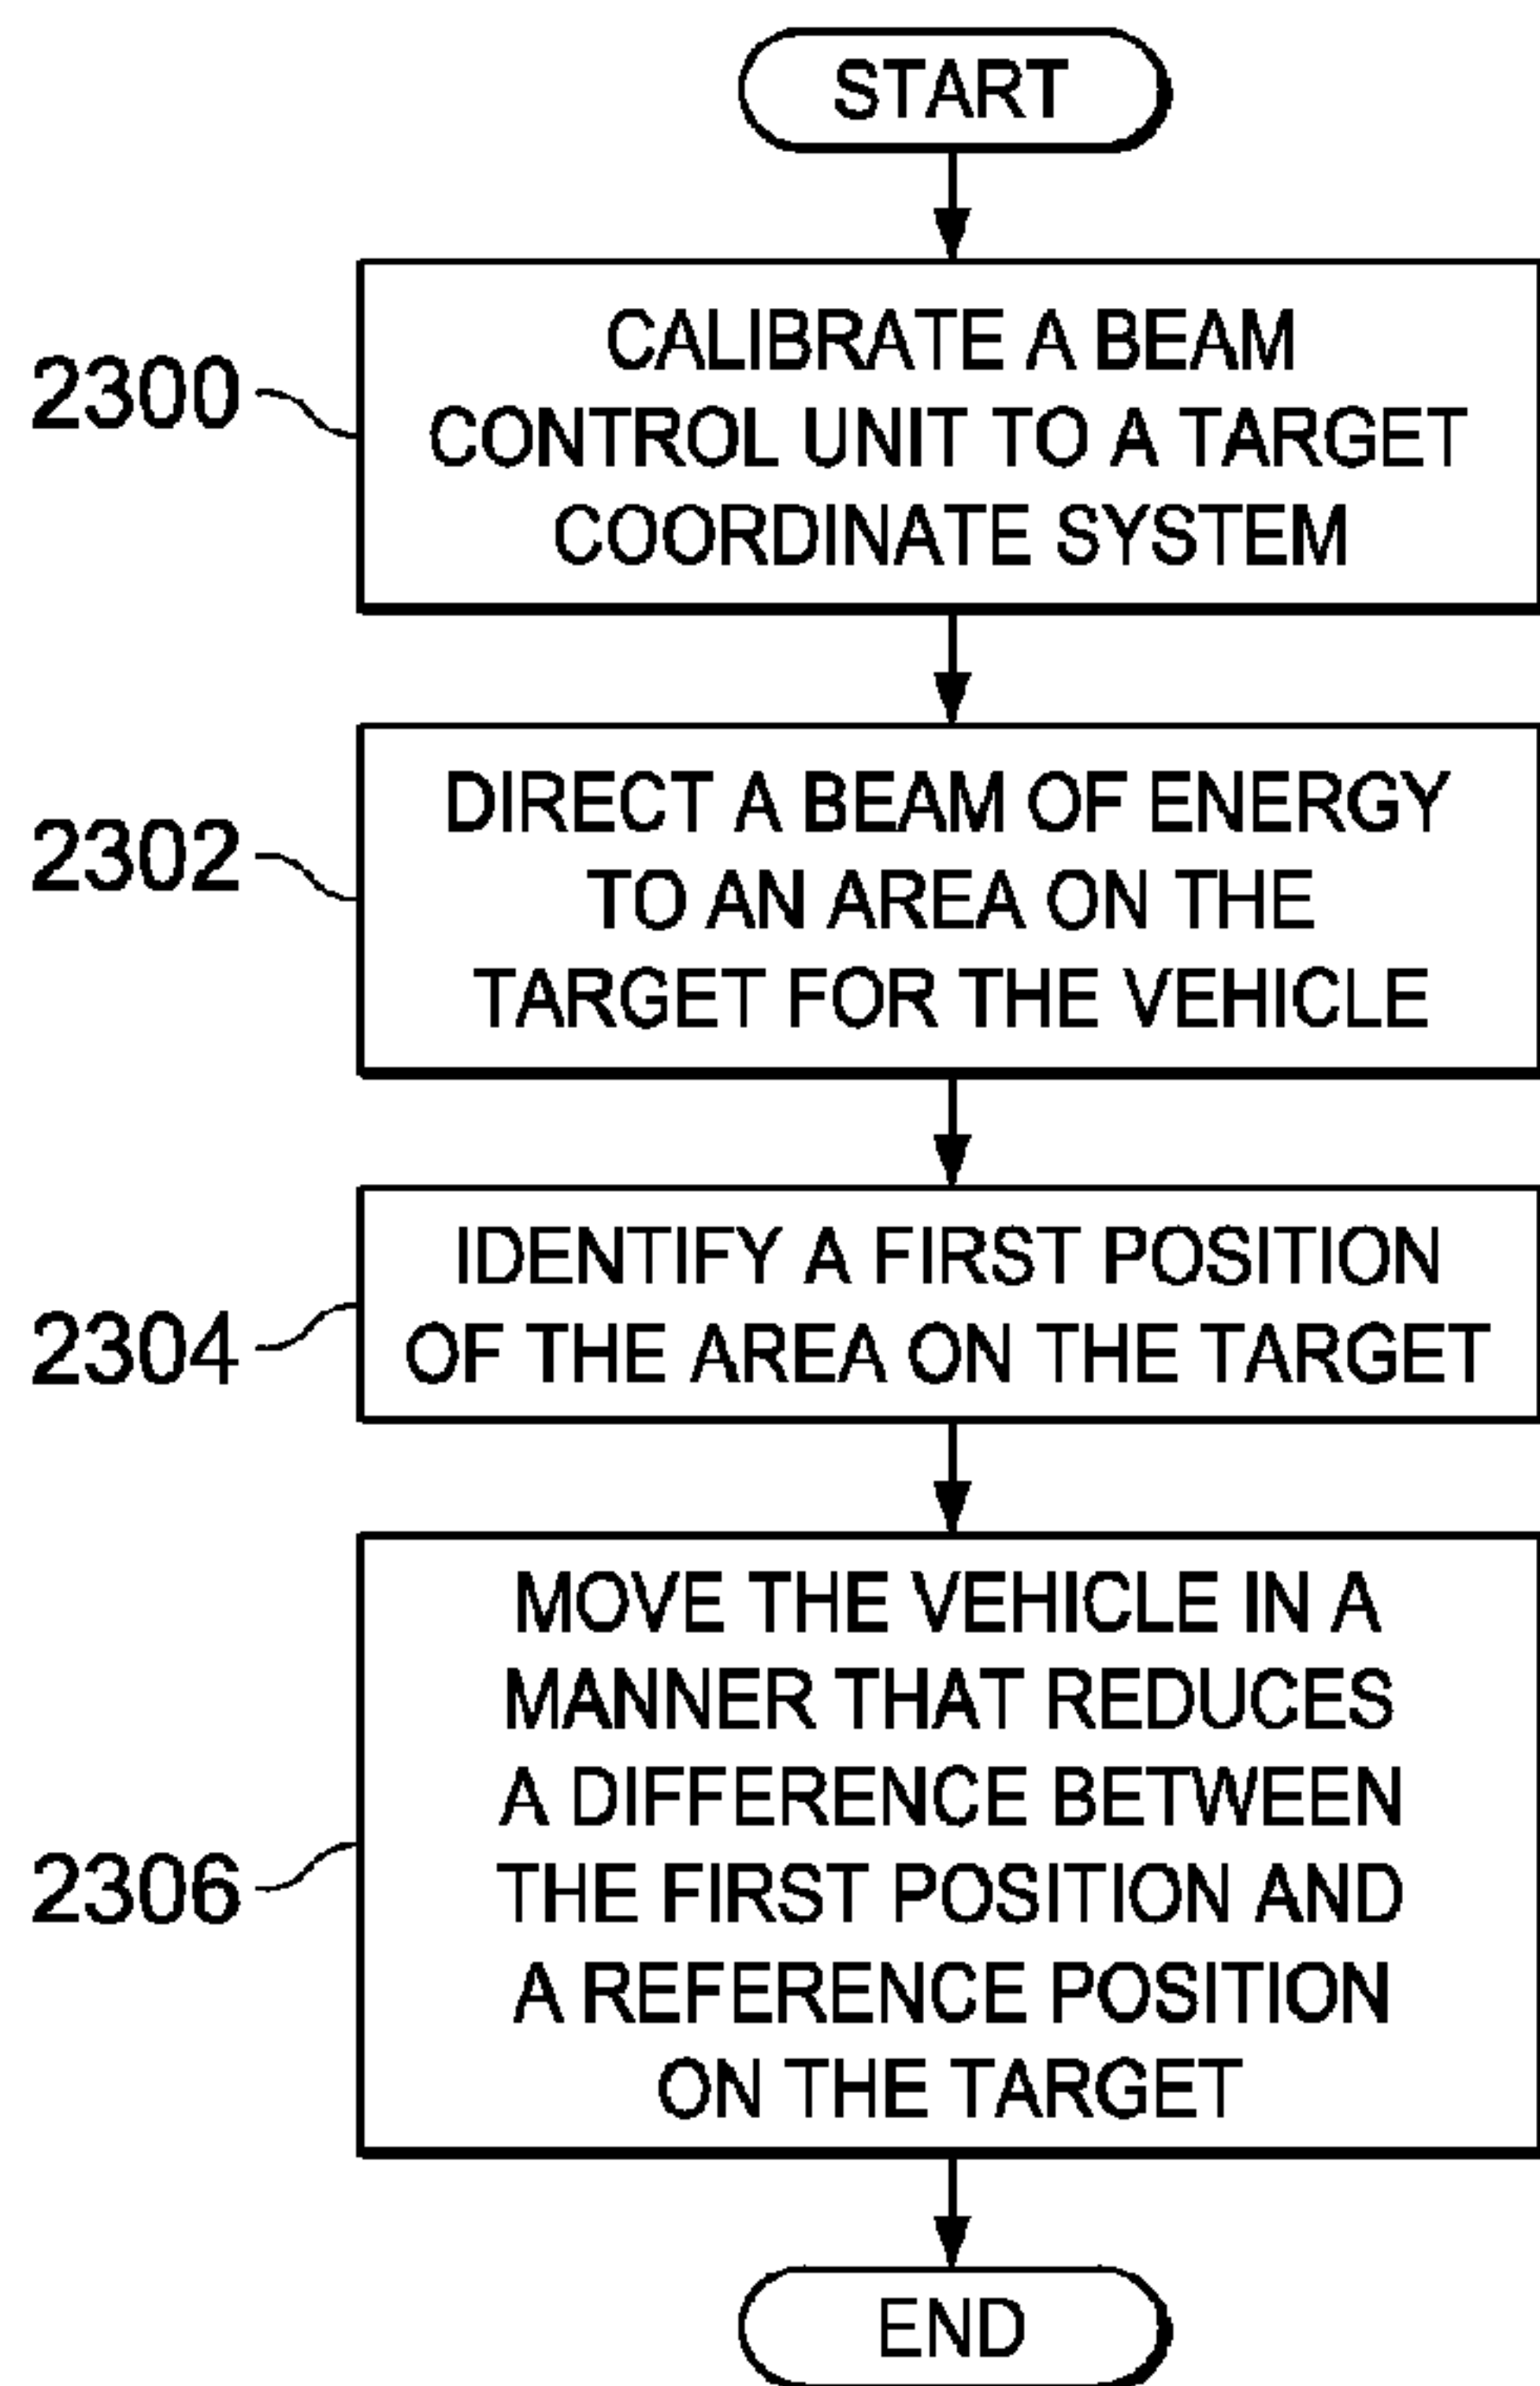 START
2300
CALIBRATE A BEAM
CONTROL UNIT TO A TARGET
COORDINATE SYSTEM
2302
DIRECT A BEAM OF ENERGY
TO AN AREA ON THE
TARGET FOR THE VEHICLE
2304
IDENTIFY A FIRST POSITION
OF THE AREA ON THE TARGET
2306
MOVE THE VEHICLE IN A
MANNER THAT REDUCES
A DIFFERENCE BETWEEN
THE FIRST POSITION AND
A REFERENCE POSITION
ON THE TARGET
END